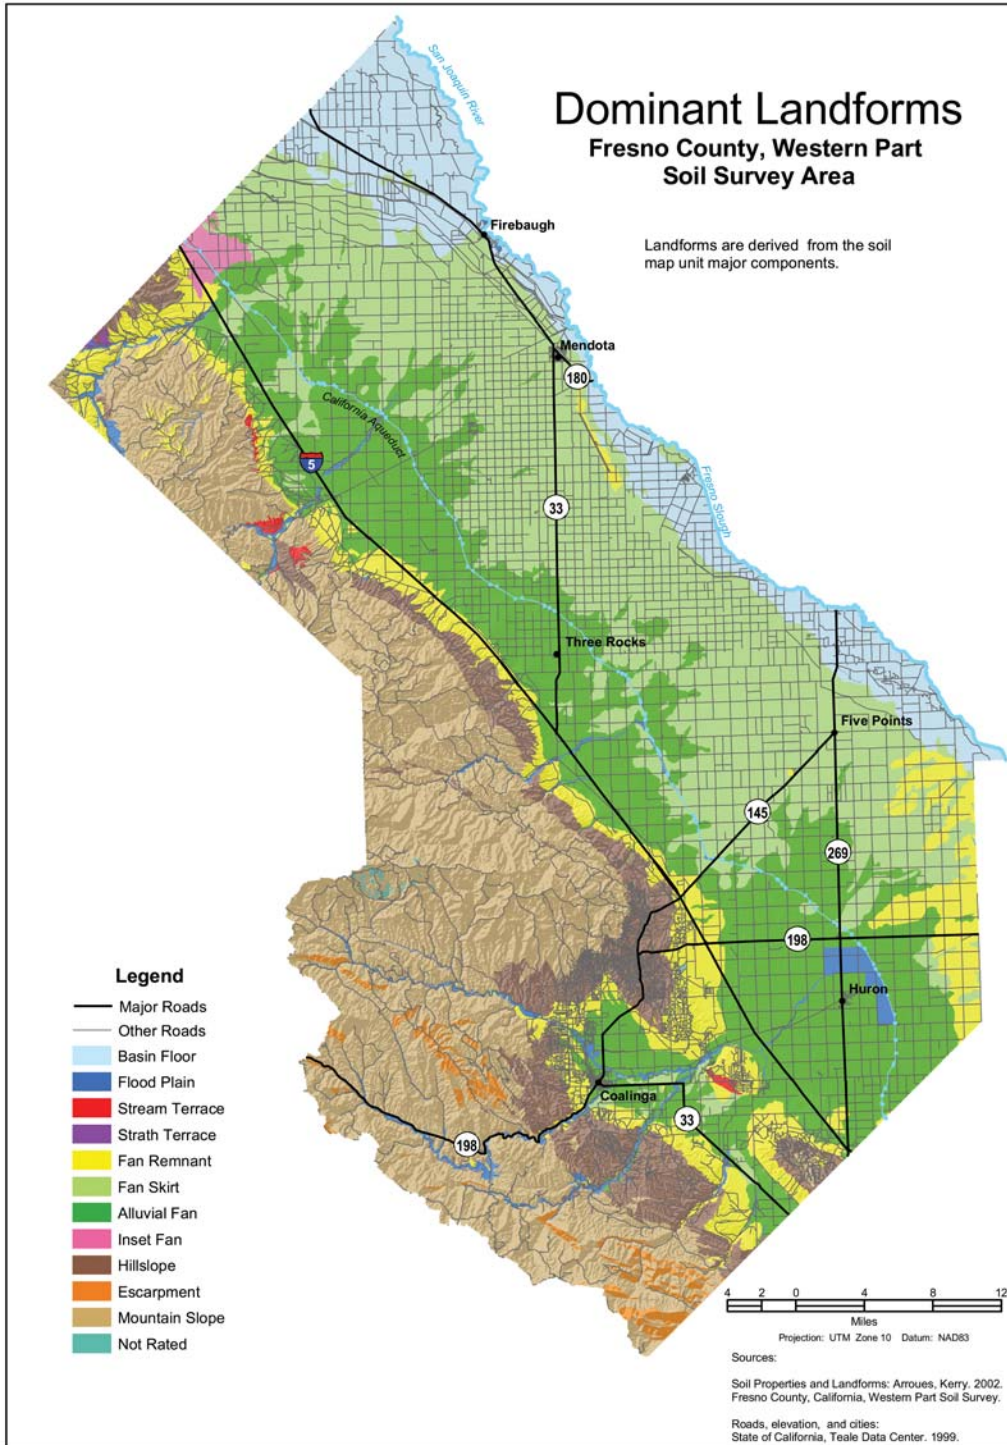 San Joaquin River
Dominant Landforms
Fresno County, Western Part
Soil Survey Area
Firebaugh
Landforms are derived from the soil
map unit major components.
Mendota
180
California Aqueduct
5
Fresno Slough
33
Three Rocks
Five Points
145
269
198
Huron
Legend
Major Roads
Other Roads
Basin Floor
Flood Plain
Stream Terrace
Strath Terrace
Fan Remnant
Fan Skirt
Alluvial Fan
Inset Fan
Hillslope
Escarpment
Mountain Slope
Not Rated
Coalinga
33
198
4 2 0 4 8 12
Miles
Projection: UTM Zone 10 Datum: NAD83
Sources:
Soil Properties and Landforms: Arroues, Kerry. 2002.
Fresno County, California, Western Part Soil Survey.
Roads, elevation, and cities:
State of California, Teale Data Center. 1999.